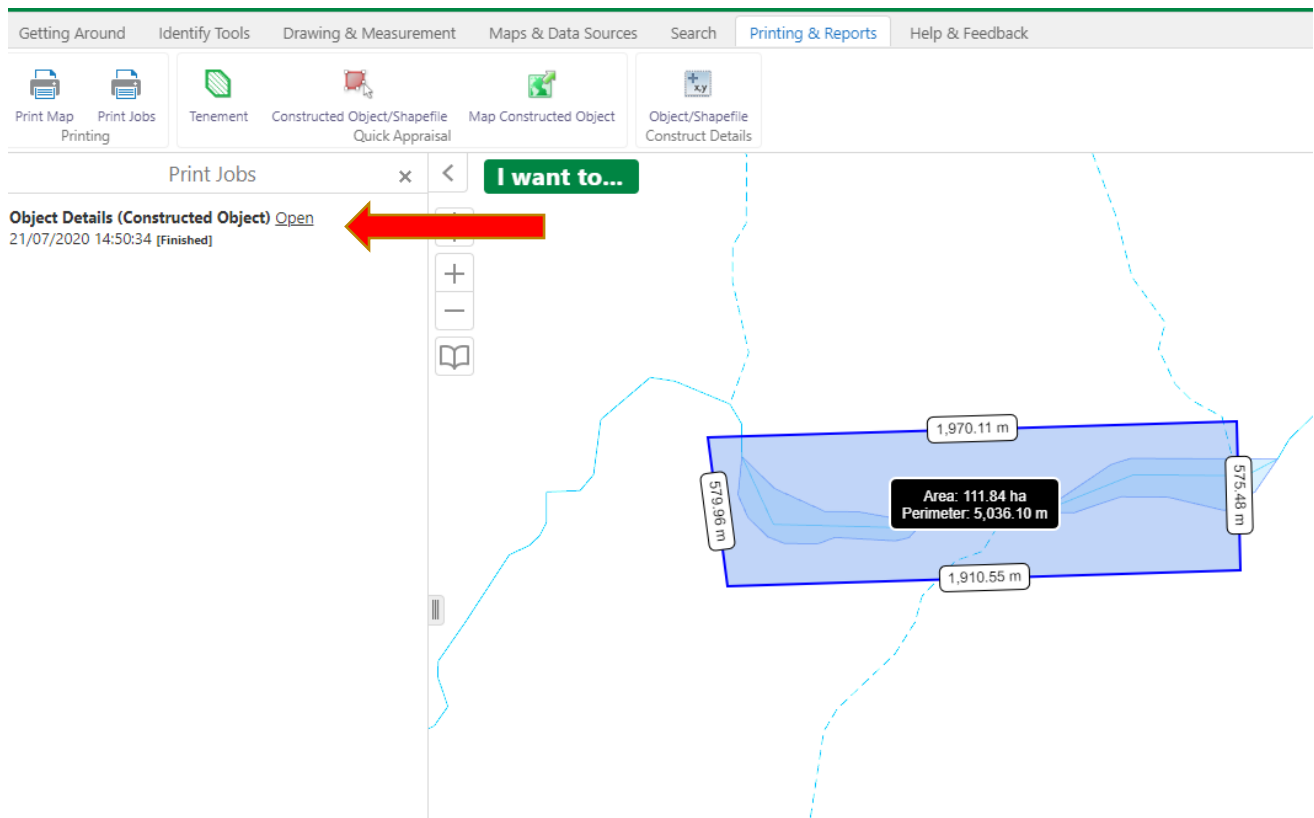 Getting Around Identify Tools Drawing & Measurement Maps & Data Sources Search Printing & Reports Help & Feedback
Print Map Print Jobs Tenement Constructed Object/Shapefile Map Constructed Object Object/Shapefile
Printing Quick Appraisal Construct Details
Print Jobs
I want to...
Object Details (Constructed Object) Open
21/07/2020 14:50:34 [Finished]
1,970.11 m
579.96 m
Area: 111.84 ha
Perimeter: 5,036.10 m
575.48 m
1,910.55 m